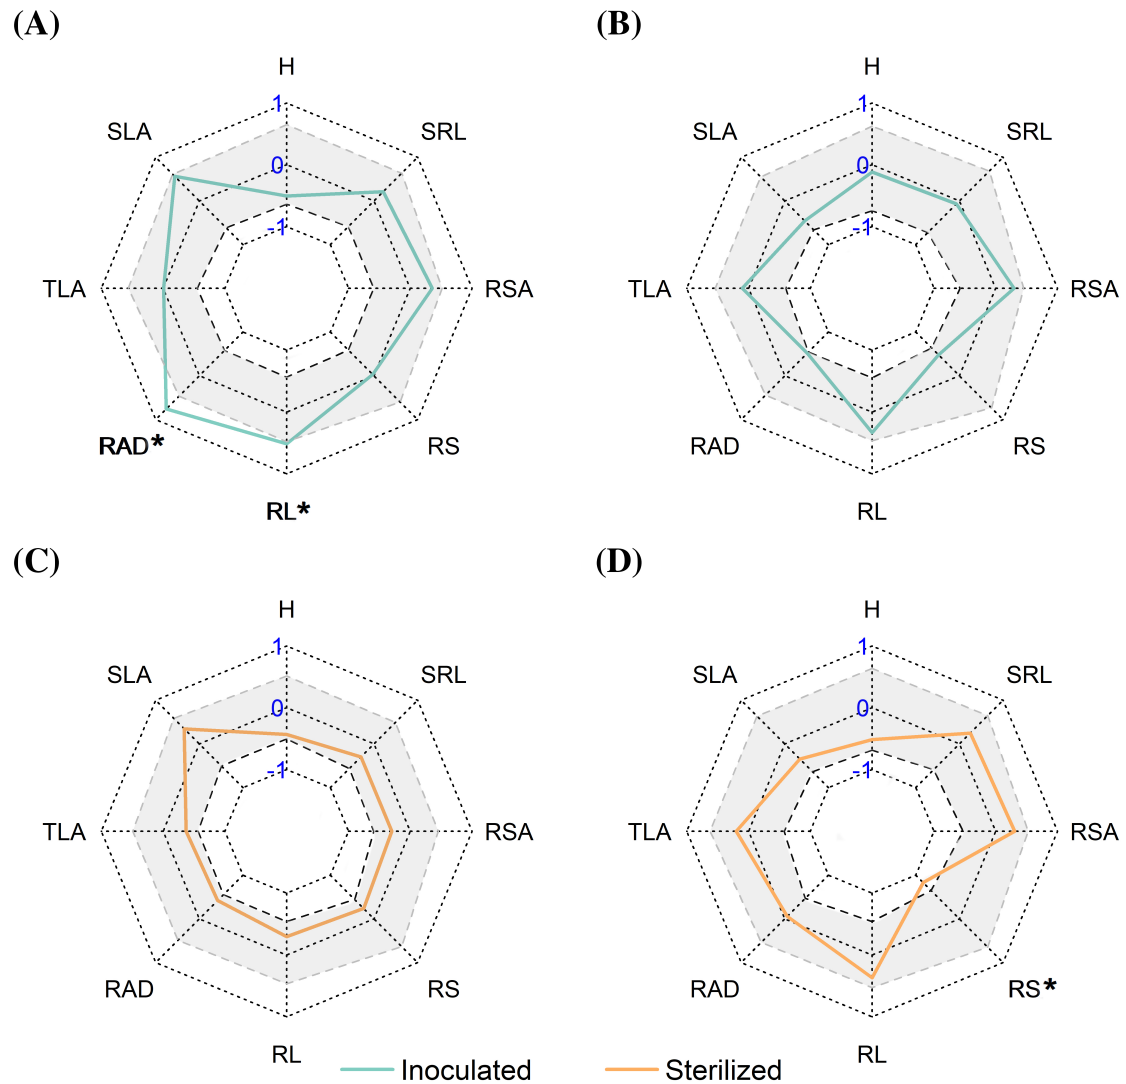 (A) (B)
H H
1 1
SLA SRL SLA SRL
0 0
-1 -1
TLA RSA TLA RSA
RAD* RS RAD RS
RL* RL
(C) (D)
H H
1 1
SLA SRL SLA SRL
0 0
-1 -1
TLA RSA TLA RSA
RAD RS RAD RS*
RL RL
Inoculated Sterilized